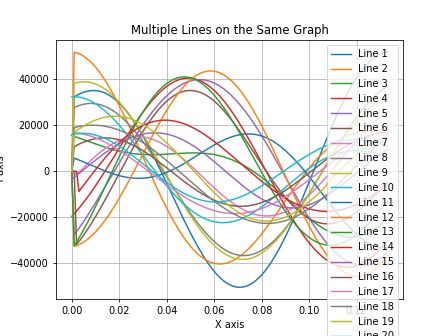 Multiple Lines on the Same Graph
40000
20000
0
−20000
−40000
0.00
0.02
0.04
0.06
0.08
0.10
X axis
Line 1
Line 2
Line 3
Line 4
Line 5
Line 6
Line 7
Line 8
Line 9
Line 10
Line 11
Line 12
Line 13
Line 14
Line 15
Line 16
Line 17
Line 18
Line 19
Line 20